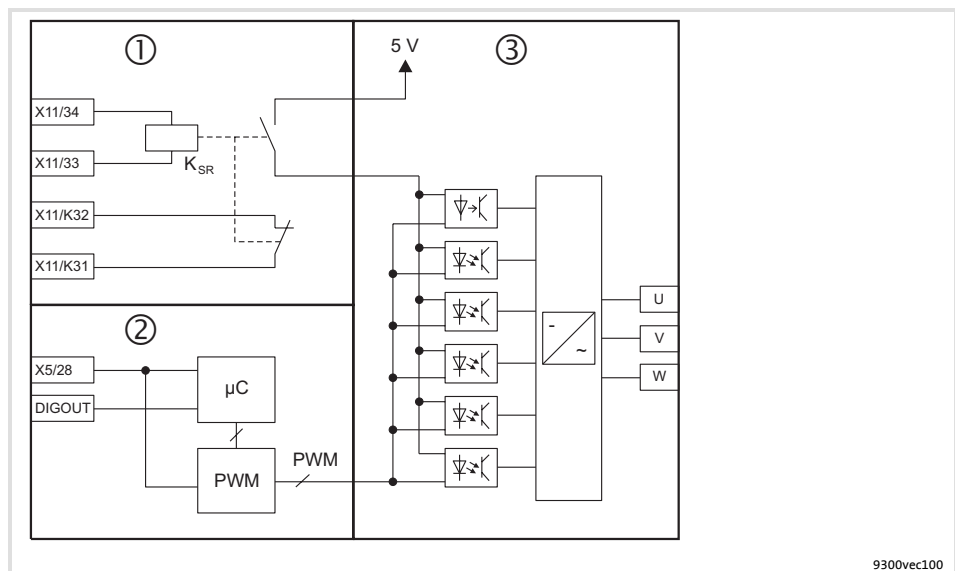 ①
5 V
③
X11/34
X11/33
K_SR
X11/K32
X11/K31
②
X5/28
DIGOUT
µC
PWM
PWM
-
~
U
V
W
9300vec100